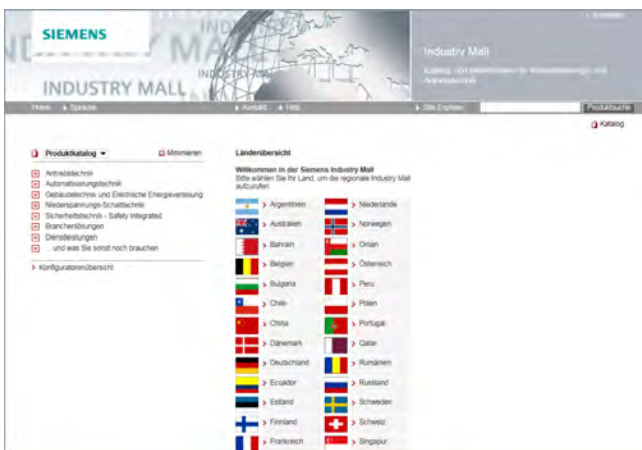 SIEMENS
INDUSTRY MALL
Industry Mall
Home
Sprache
Kontakt
Hilfe
Site Explorer
Produktsuche
Katalog
Produktkatalog
Minimieren
Antriebstechnik
Automatisierungstechnik
Gebäudetechnik und Elektrische Energieverteilung
Niederspannungs-Schalttechnik
Sicherheitstechnik - Safety Integrated
Branchenlösungen
Dienstleistungen
... und was Sie sonst noch brauchen
Konfiguratorenübersicht
Länderübersicht
Willkommen in der Siemens Industry Mall
Bitte wählen Sie Ihr Land, um die regionale Industry Mall
aufzurufen
Argentinien
Niederlande
Australien
Norwegen
Bahrain
Oman
Belgien
Österreich
Bulgaria
Peru
Chile
Polen
China
Portugal
Dänemark
Qatar
Deutschland
Rumänien
Ecuador
Russland
Estland
Schweden
Finnland
Schweiz
Frankreich
Singapur